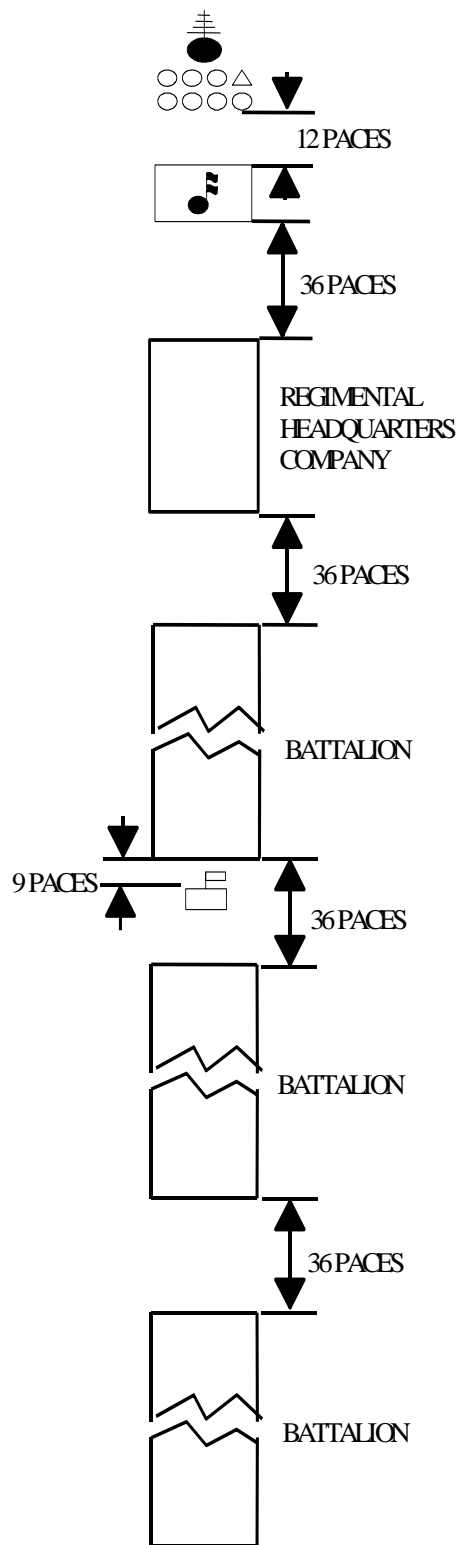 12 PACES
36 PACES
REGIMENTAL
HEADQUARTERS
COMPANY
36 PACES
BATTALION
9 PACES
36 PACES
BATTALION
36 PACES
BATTALION